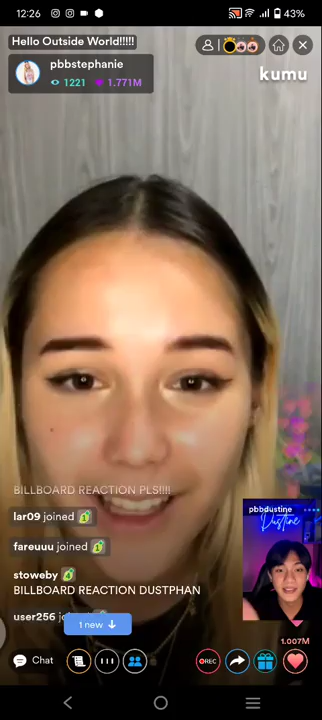 12:26
43%
Hello Outside World!!!!!
pbbstephanie
1221 1.771M
kumu
BILLBOARD REACTION PLS!!!!
lar09 joined
pbbdustine
Dustine
fareuuu joined
stoweby
BILLBOARD REACTION DUSTPHAN
user256
1 new
1.007M
Chat
REC